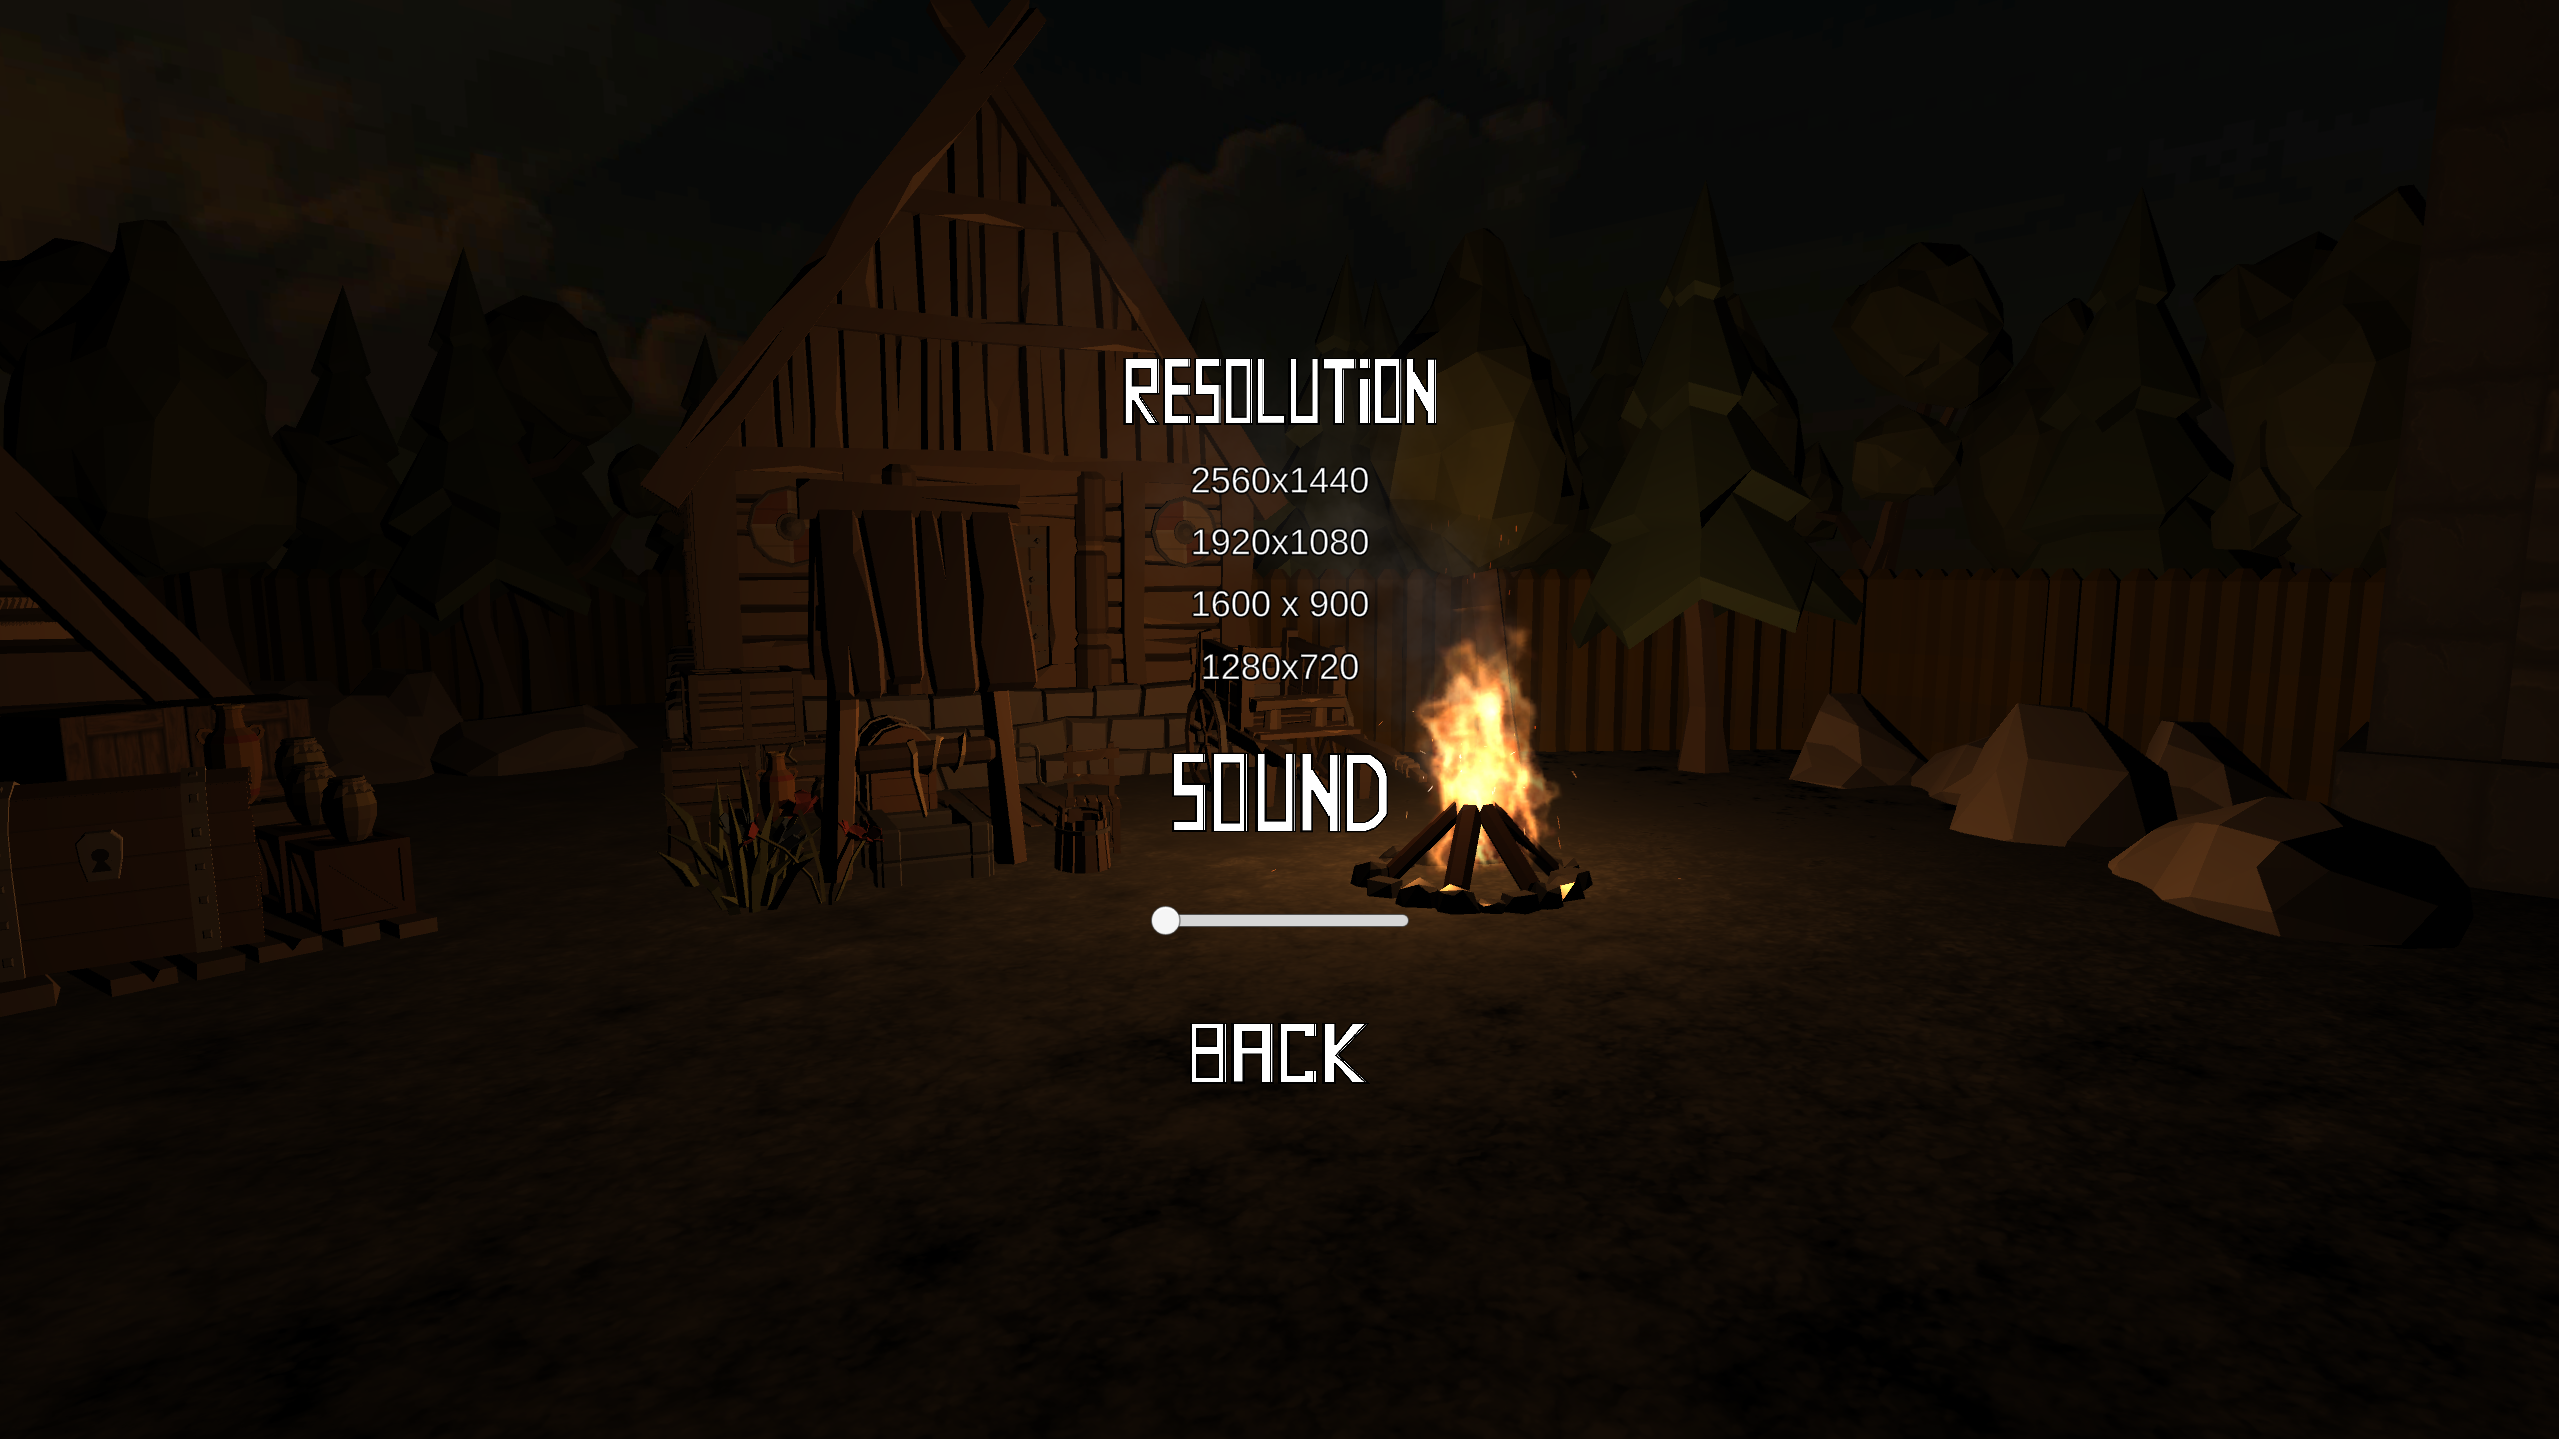 RESOLUTiON
2560x1440
1920x1080
1600 x 900
1280x720
SOUND
BACK